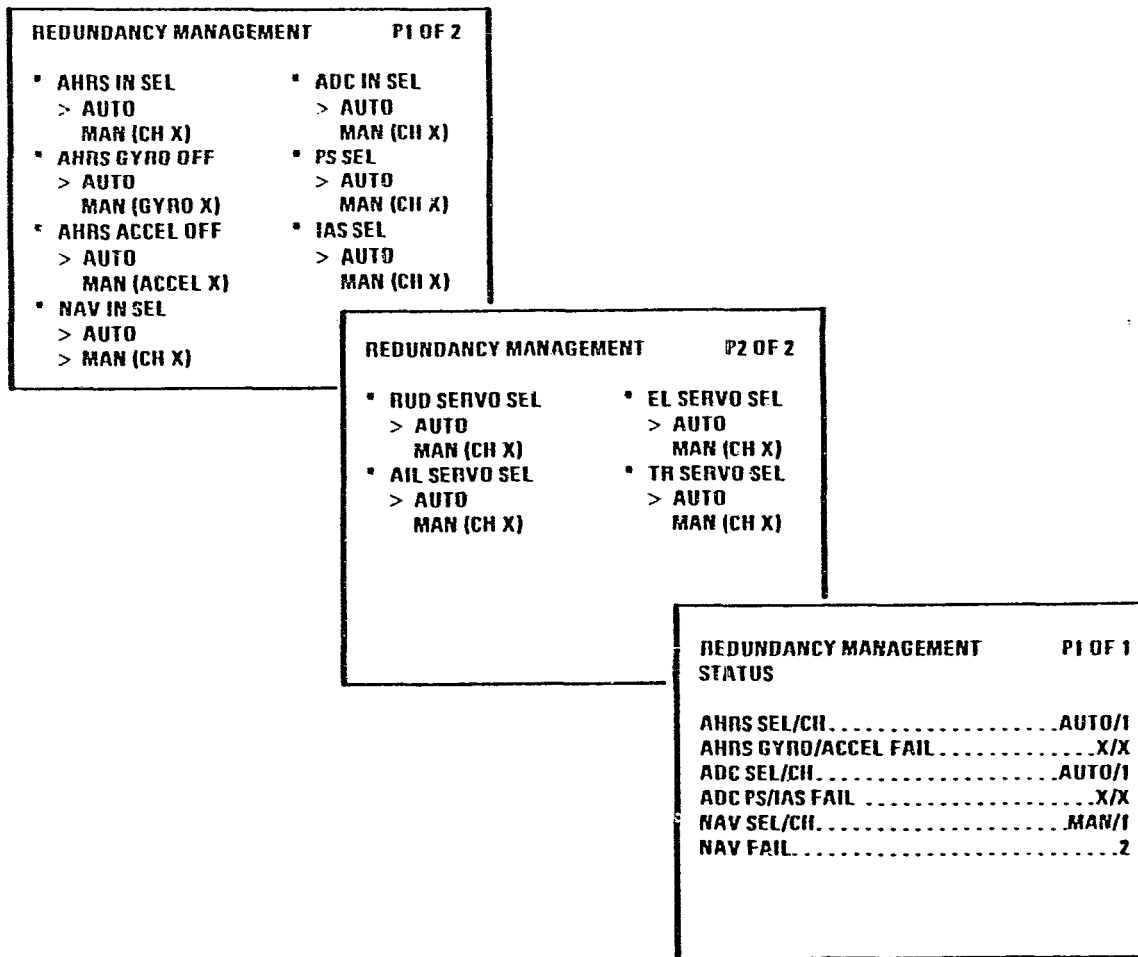 REDUNDANCY MANAGEMENT P1 OF 2
* AHRS IN SEL
> AUTO
MAN (CH X)
* AHRS GYRO OFF
> AUTO
MAN (GYRO X)
* AHRS ACCEL OFF
> AUTO
MAN (ACCEL X)
* NAV IN SEL
> AUTO
> MAN (CH X)
* ADC IN SEL
> AUTO
MAN (CH X)
* PS SEL
> AUTO
MAN (CH X)
* IAS SEL
> AUTO
MAN (CH X)
REDUNDANCY MANAGEMENT P2 OF 2
* RUD SERVO SEL
> AUTO
MAN (CH X)
* AIL SERVO SEL
> AUTO
MAN (CH X)
* EL SERVO SEL
> AUTO
MAN (CH X)
* TR SERVO SEL
> AUTO
MAN (CH X)
REDUNDANCY MANAGEMENT P1 OF 1
STATUS
AHRS SEL/CH.....................AUTO/1
AHRS GYRO/ACCEL FAIL.............X/X
ADC SEL/CH......................AUTO/1
ADC PS/IAS FAIL ...................X/X
NAV SEL/CH......................MAN/1
NAV FAIL...........................2